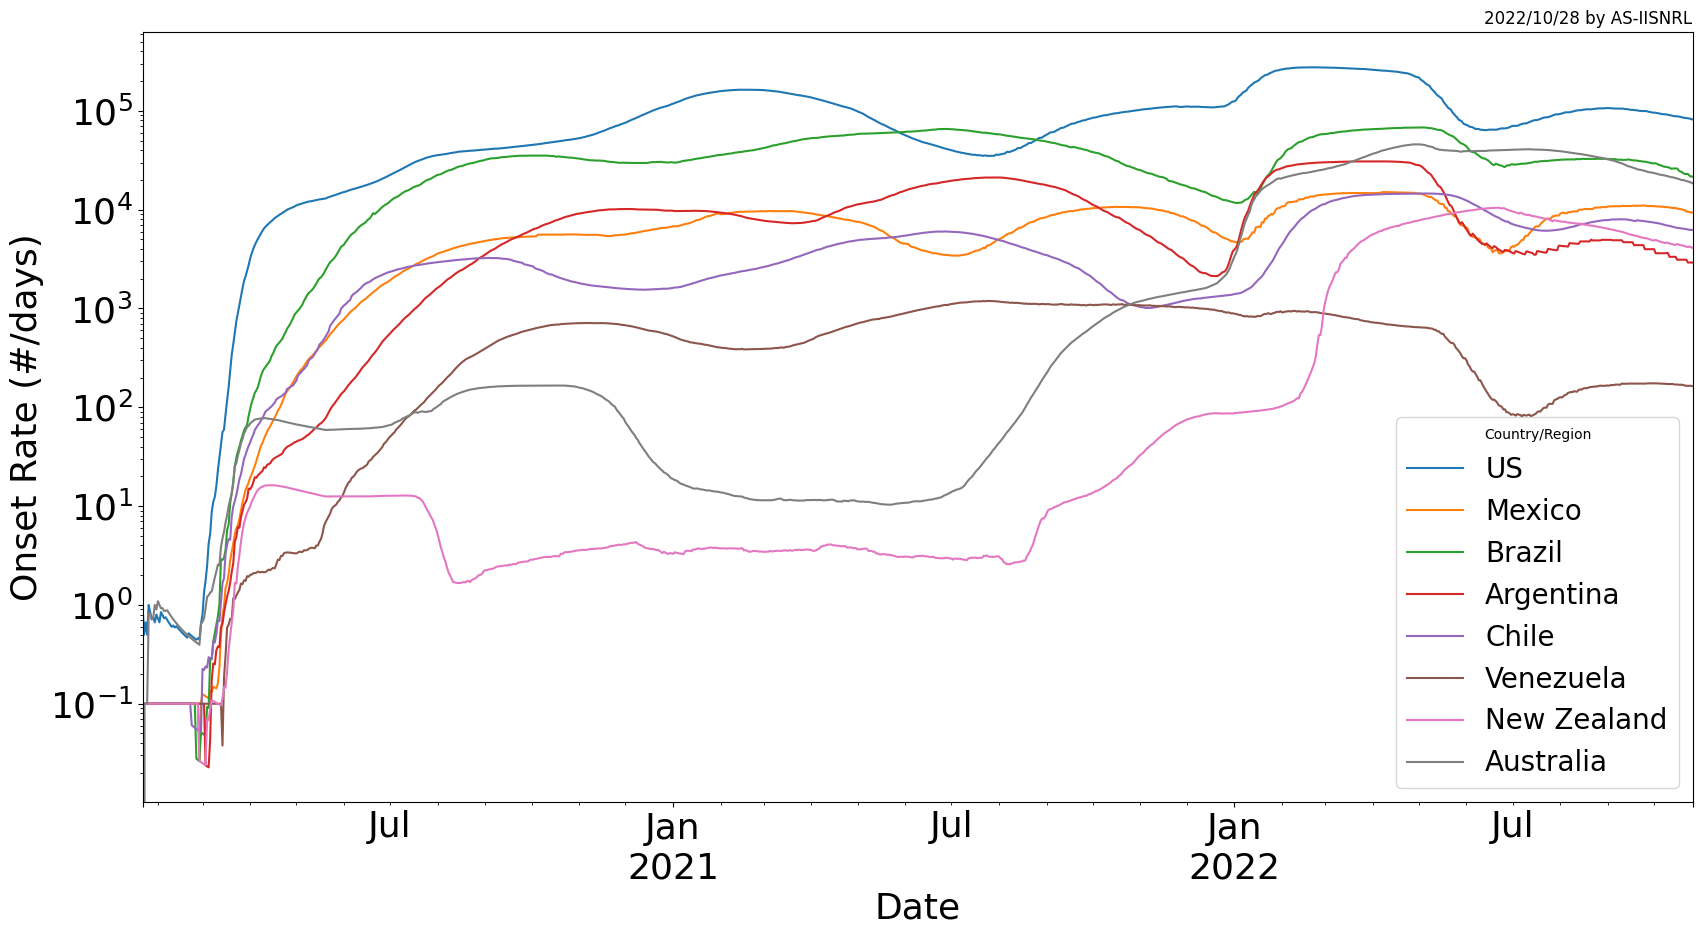 2022/10/28 by AS-IISNRL
Onset Rate (#/days)
10^5
10^4
10^3
10^2
10^1
10^0
10^−1
Country/Region
US
Mexico
Brazil
Argentina
Chile
Venezuela
New Zealand
Australia
Jul Jan Jul Jan Jul
2021 2022
Date